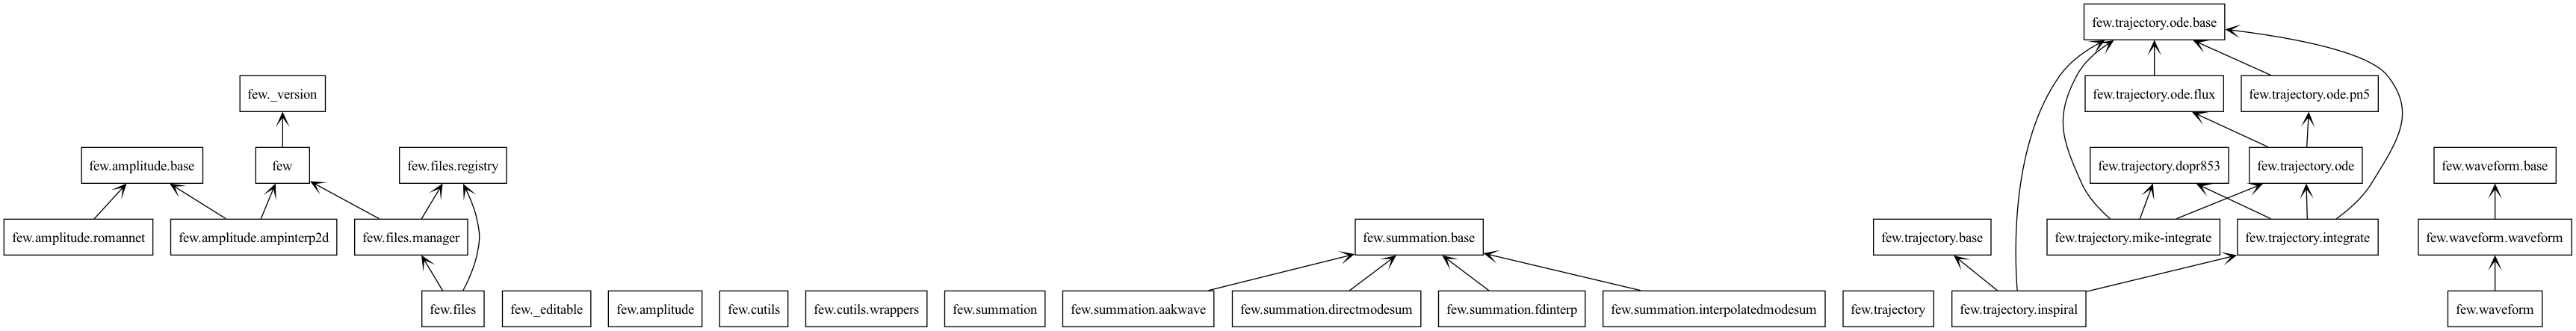 few.trajectory.ode.base
few._version
few.trajectory.ode.flux
few.trajectory.ode.pn5
few.amplitude.base
few
few.files.registry
few.trajectory.dopr853
few.trajectory.ode
few.waveform.base
few.amplitude.romannet
few.amplitude.ampinterp2d
few.files.manager
few.summation.base
few.trajectory.base
few.trajectory.mike-integrate
few.trajectory.integrate
few.waveform.waveform
few.files
few._editable
few.amplitude
few.cutils
few.cutils.wrappers
few.summation
few.summation.aakwave
few.summation.directmodesum
few.summation.fdinterp
few.summation.interpolatedmodesum
few.trajectory
few.trajectory.inspiral
few.waveform